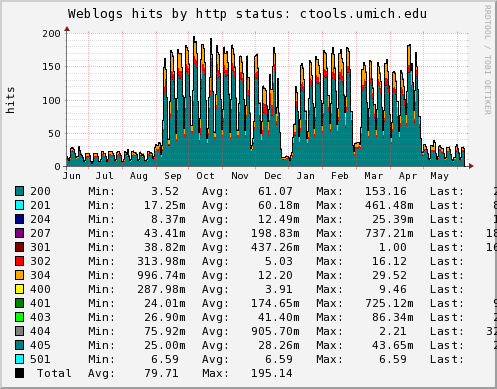 Weblogs hits by http status: ctools.umich.edu
RRDTOOL / TOBI OETIKER
hits
200
150
100
50
0
Jun Jul Aug Sep Oct Nov Dec Jan Feb Mar Apr May
200 Min: 3.52 Avg: 61.07 Max: 153.16 Last: 2
201 Min: 17.25m Avg: 60.18m Max: 461.48m Last: 8
204 Min: 8.37m Avg: 12.49m Max: 25.39m Last: 1
207 Min: 43.41m Avg: 198.83m Max: 737.21m Last: 18
301 Min: 38.82m Avg: 437.26m Max: 1.00 Last: 16
302 Min: 313.98m Avg: 5.03 Max: 16.12 Last:
304 Min: 996.74m Avg: 12.20 Max: 29.52 Last:
400 Min: 287.98m Avg: 3.91 Max: 9.46 Last:
401 Min: 24.01m Avg: 174.65m Max: 725.12m Last: 9
403 Min: 26.90m Avg: 41.40m Max: 86.34m Last: 2
404 Min: 75.92m Avg: 905.70m Max: 2.21 Last: 32
405 Min: 25.00m Avg: 28.26m Max: 43.65m Last: 2
501 Min: 6.59 Avg: 6.59 Max: 6.59 Last:
Total Avg: 79.71 Max: 195.14